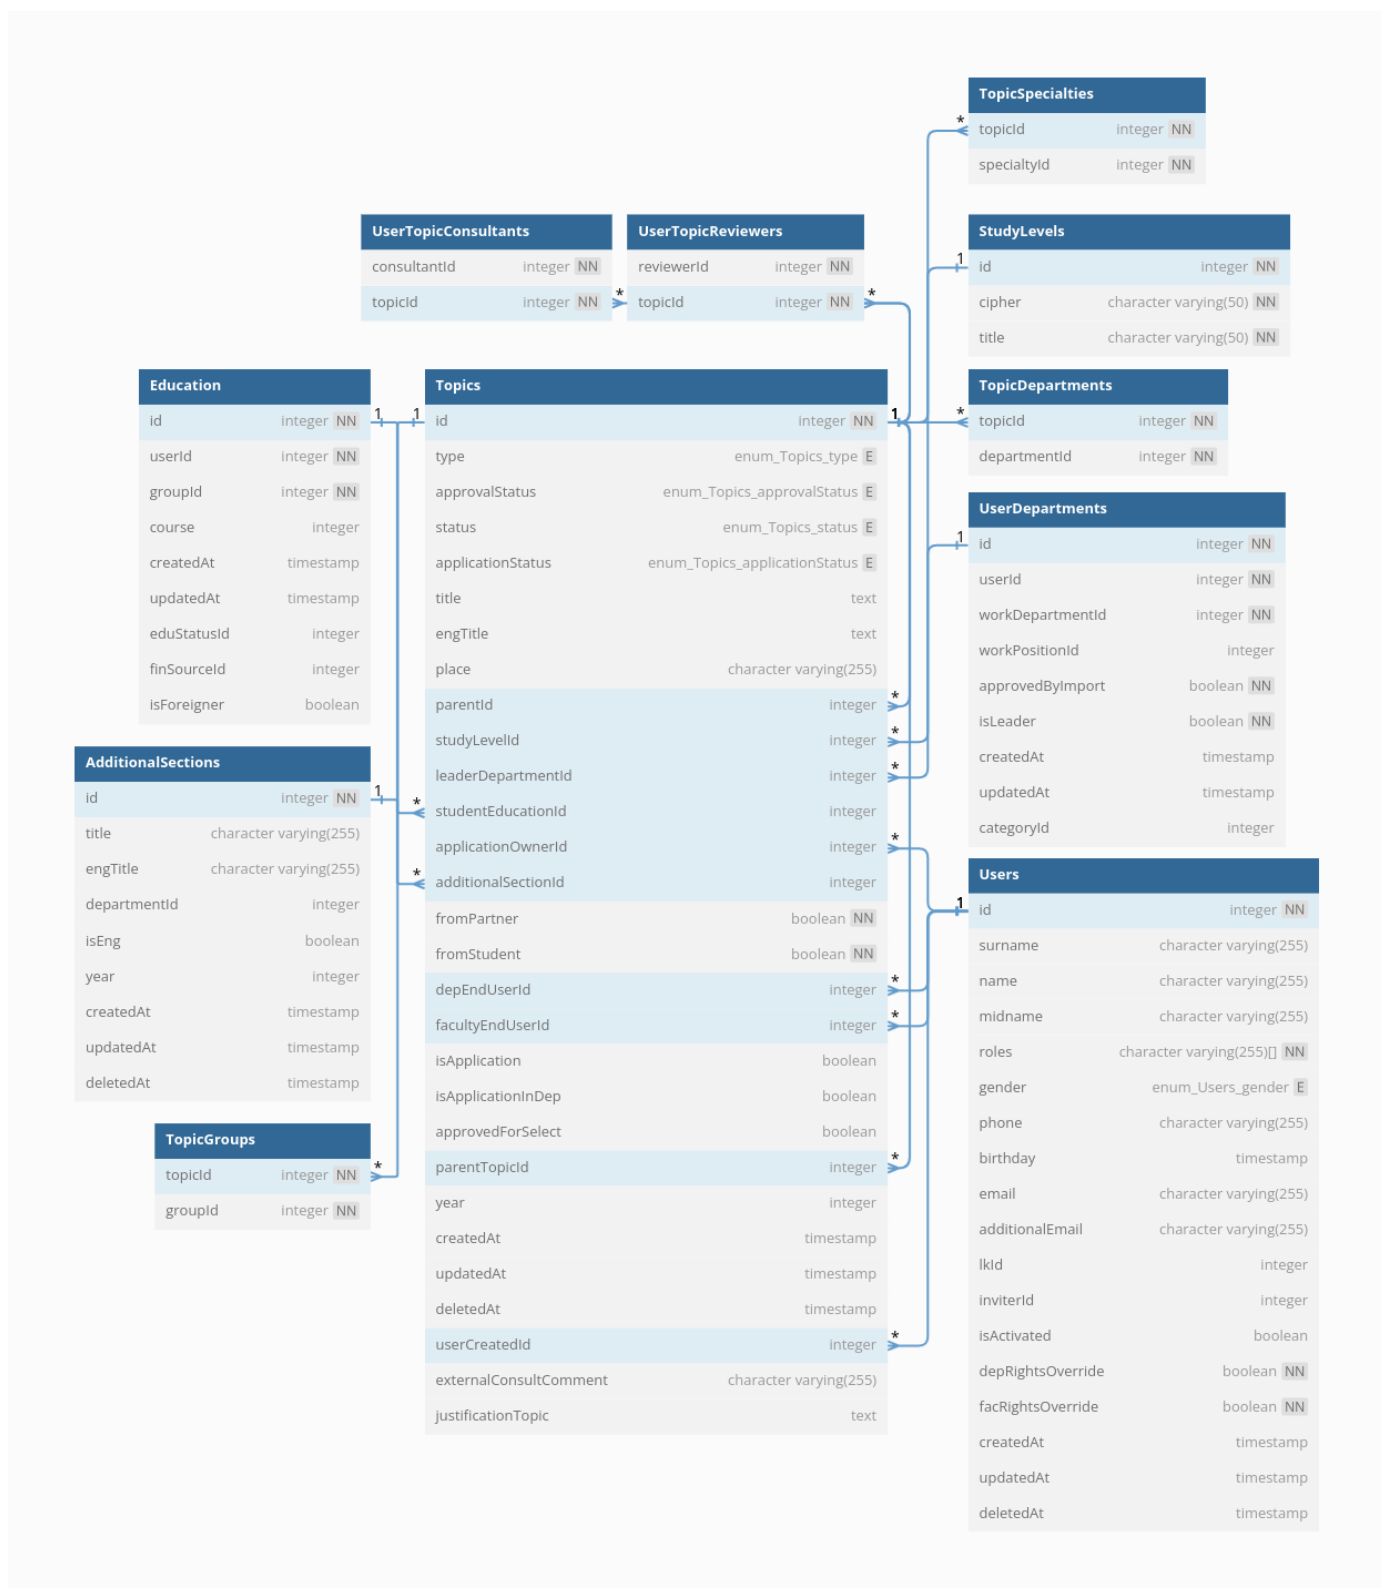 TopicSpecialties
topicId integer NN
specialtyId integer NN
UserTopicConsultants
consultantId integer NN
topicId integer NN
*
UserTopicReviewers
reviewerId integer NN
topicId integer NN
*
*
StudyLevels
1
id integer NN
cipher character varying(50) NN
title character varying(50) NN
Education
id integer NN
1
userId integer NN
groupId integer NN
course integer
createdAt timestamp
updatedAt timestamp
eduStatusId integer
finSourceId integer
isForeigner boolean
Topics
1
id integer NN
1
type enum_Topics_type E
approvalStatus enum_Topics_approvalStatus E
status enum_Topics_status E
applicationStatus enum_Topics_applicationStatus E
title text
engTitle text
place character varying(255)
parentId integer
*
studyLevelId integer
*
leaderDepartmentId integer
*
*
studentEducationId integer
applicationOwnerId integer
*
*
additionalSectionId integer
fromPartner boolean NN
fromStudent boolean NN
depEndUserId integer
*
facultyEndUserId integer
*
isApplication boolean
isApplicationInDep boolean
approvedForSelect boolean
parentTopicId integer
*
year integer
createdAt timestamp
updatedAt timestamp
deletedAt timestamp
userCreatedId integer
*
externalConsultComment character varying(255)
justificationTopic text
TopicDepartments
*
topicId integer NN
departmentId integer NN
UserDepartments
1
id integer NN
userId integer NN
workDepartmentId integer NN
workPositionId integer
approvedByImport boolean NN
isLeader boolean NN
createdAt timestamp
updatedAt timestamp
categoryId integer
AdditionalSections
id integer NN
1
title character varying(255)
engTitle character varying(255)
departmentId integer
isEng boolean
year integer
createdAt timestamp
updatedAt timestamp
deletedAt timestamp
TopicGroups
topicId integer NN
*
groupId integer NN
Users
1
id integer NN
surname character varying(255)
name character varying(255)
midname character varying(255)
roles character varying(255)[] NN
gender enum_Users_gender E
phone character varying(255)
birthday timestamp
email character varying(255)
additionalEmail character varying(255)
lkId integer
inviterId integer
isActivated boolean
depRightsOverride boolean NN
facRightsOverride boolean NN
createdAt timestamp
updatedAt timestamp
deletedAt timestamp